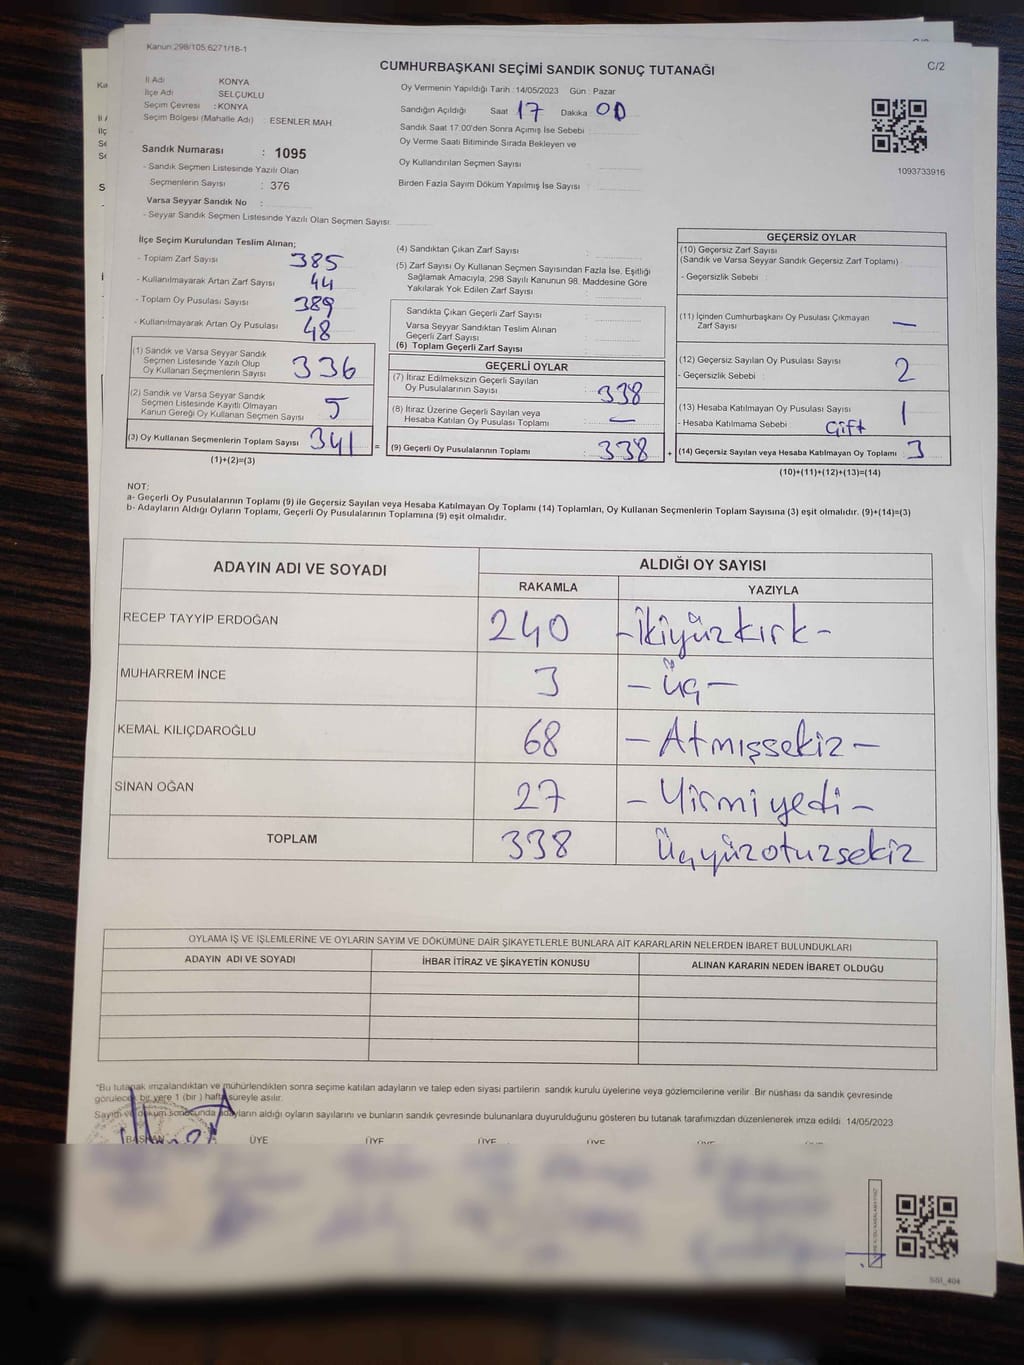 Kanun:298/105;6271/18-1
C/2
CUMHURBAŞKANI SEÇİMİ SANDIK SONUÇ TUTANAĞI
İl Adı KONYA
İlçe Adı SELÇUKLU
Seçim Çevresi : KONYA
Seçim Bölgesi (Mahalle Adı) : ESENLER MAH.
Oy Vermenin Yapıldığı Tarih : 14/05/2023 Gün : Pazar
Sandığın Açıldığı Saat 17 Dakika 00
Sandık Saat 17:00'den Sonra Açımış İse Sebebi
Oy Verme Saati Bitiminde Sırada Bekleyen ve
Oy Kullandırılan Seçmen Sayısı
Birden Fazla Sayım Döküm Yapılmış İse Sayısı
1093733916
Sandık Numarası : 1095
- Sandık Seçmen Listesinde Yazılı Olan
Seçmenlerin Sayısı : 376
Varsa Seyyar Sandık No :
- Seyyar Sandık Seçmen Listesinde Yazılı Olan Seçmen Sayısı
İlçe Seçim Kurulundan Teslim Alınan;
- Toplam Zarf Sayısı 385
- Kullanılmayarak Artan Zarf Sayısı 44
- Toplam Oy Pusulası Sayısı 389
- Kullanılmayarak Artan Oy Pusulası 48
(1) Sandık ve Varsa Seyyar Sandık
Seçmen Listesinde Yazılı Olup
Oy Kullanan Seçmenlerin Sayısı 336
(2) Sandık ve Varsa Seyyar Sandık
Seçmen Listesinde Kayıtlı Olmayan
Kanun Gereği Oy Kullanan Seçmen Sayısı 5
(3) Oy Kullanan Seçmenlerin Toplam Sayısı 341 =
(1)+(2)=(3)
(4) Sandıktan Çıkan Zarf Sayısı
(5) Zarf Sayısı Oy Kullanan Seçmen Sayısından Fazla İse, Eşitliği
Sağlamak Amacıyla, 298 Sayılı Kanunun 98. Maddesine Göre
Yakılarak Yok Edilen Zarf Sayısı
Sandıkta Çıkan Geçerli Zarf Sayısı
Varsa Seyyar Sandıktan Teslim Alınan
Geçerli Zarf Sayısı
(6) Toplam Geçerli Zarf Sayısı
GEÇERLİ OYLAR
(7) İtiraz Edilmeksizin Geçerli Sayılan
Oy Pusulalarının Sayısı 338
(8) İtiraz Üzerine Geçerli Sayılan veya
Hesaba Katılan Oy Pusulası Toplamı —
(9) Geçerli Oy Pusulalarının Toplamı 338 +
GEÇERSİZ OYLAR
(10) Geçersiz Zarf Sayısı
(Sandık ve Varsa Seyyar Sandık Geçersiz Zarf Toplamı)
- Geçersizlik Sebebi :
(11) İçinden Cumhurbaşkanı Oy Pusulası Çıkmayan
Zarf Sayısı —
(12) Geçersiz Sayılan Oy Pusulası Sayısı
- Geçersizlik Sebebi : 2
(13) Hesaba Katılmayan Oy Pusulası Sayısı 1
- Hesaba Katılmama Sebebi Çift
(14) Geçersiz Sayılan veya Hesaba Katılmayan Oy Toplamı 3
(10)+(11)+(12)+(13)=(14)
NOT:
a- Geçerli Oy Pusulalarının Toplamı (9) ile Geçersiz Sayılan veya Hesaba Katılmayan Oy Toplamı (14) Toplamları, Oy Kullanan Seçmenlerin Toplam Sayısına (3) eşit olmalıdır. (9)+(14)=(3)
b- Adayların Aldığı Oyların Toplamı, Geçerli Oy Pusulalarının Toplamına (9) eşit olmalıdır.
ADAYIN ADI VE SOYADI ALDIĞI OY SAYISI
RAKAMLA YAZIYLA
RECEP TAYYİP ERDOĞAN 240 -İkiyüzkırk-
MUHARREM İNCE 3 - Üç -
KEMAL KILIÇDAROĞLU 68 - Atmışsekiz -
SİNAN OĞAN 27 - Yirmiyedi -
TOPLAM 338 Üçyüzotuzsekiz
OYLAMA İŞ VE İŞLEMLERİNE VE OYLARIN SAYIM VE DÖKÜMÜNE DAİR ŞİKAYETLERLE BUNLARA AİT KARARLARIN NELERDEN İBARET BULUNDUKLARI
ADAYIN ADI VE SOYADI İHBAR İTİRAZ VE ŞİKAYETİN KONUSU ALINAN KARARIN NEDEN İBARET OLDUĞU
"Bu tutanak imzalandıktan ve mühürlendikten sonra seçime katılan adayların ve talep eden siyasi partilerin sandık kurulu üyelerine veya gözlemcilerine verilir. Bir nüshası da sandık çevresinde
görülecek bir yere 1 (bir) hafta süreyle asılır.
Sayım ve döküm sonucunda adayların aldığı oyların sayılarını ve bunların sandık çevresinde bulunanlara duyurulduğunu gösteren bu tutanak tarafımızdan düzenlenerek imza edildi. 14/05/2023
BAŞKAN ÜYE ÜYE ÜYE ÜYE